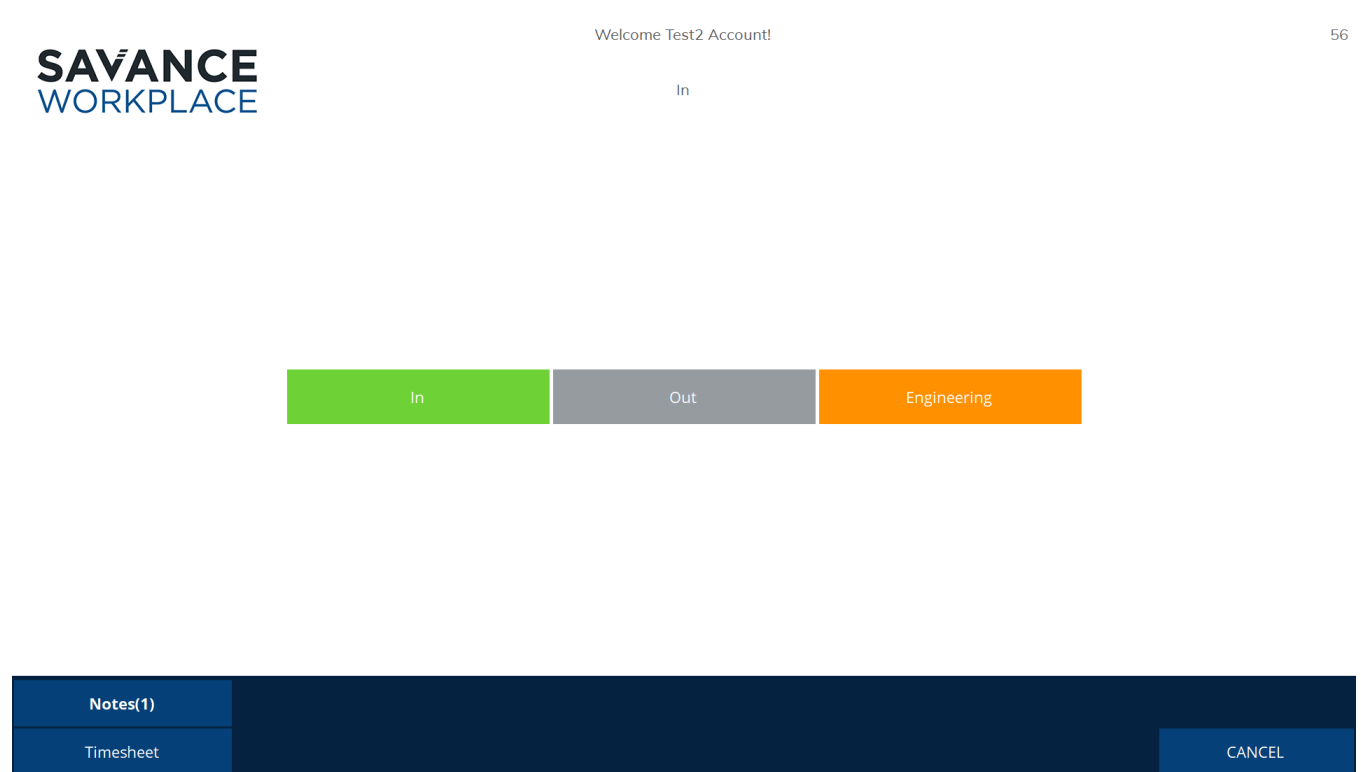 Welcome Test2 Account!
56
SAVANCE
WORKPLACE
In
In
Out
Engineering
Notes(1)
Timesheet
CANCEL